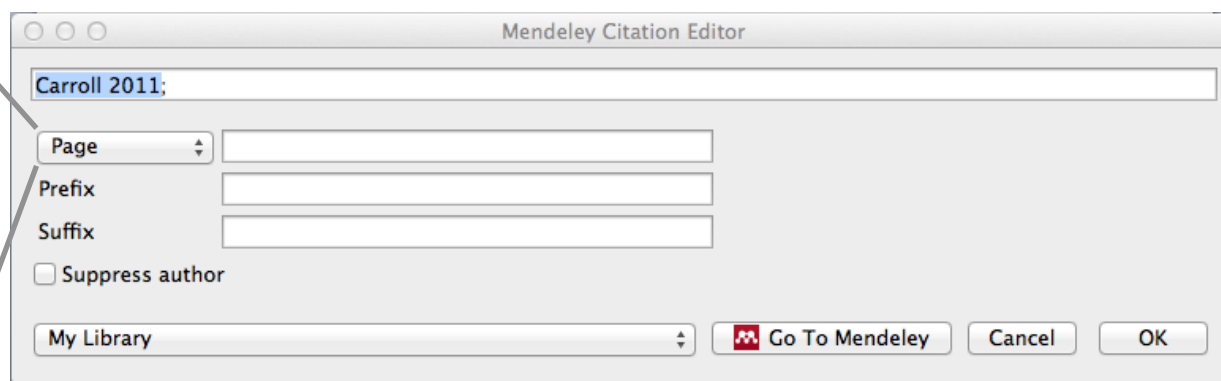 Mendeley Citation Editor
Carroll 2011;
Page
Prefix
Suffix
Suppress author
My Library Go To Mendeley Cancel OK